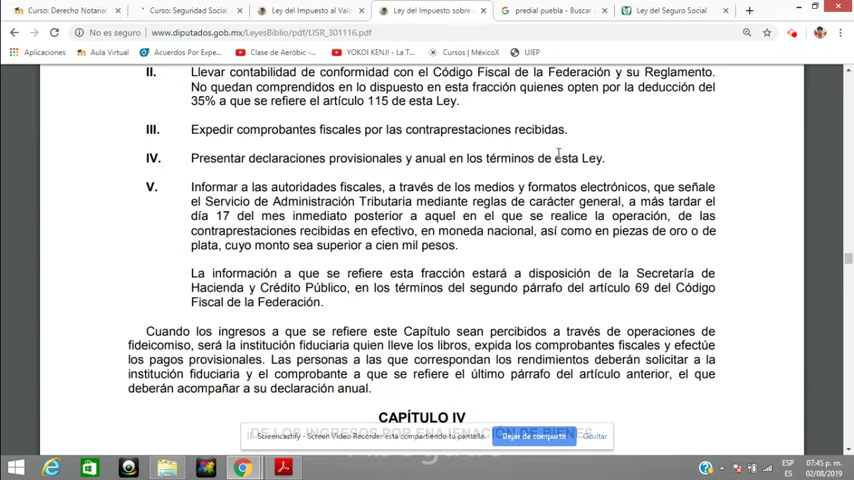 Curso: Derecho Notarial
Curso: Seguridad Social
Ley del Impuesto al Valo
Ley del Impuesto sobre
predial puebla - Buscar
Ley del Seguro Social
No es seguro
www.diputados.gob.mx/LeyesBiblio/pdf/LISR_301116.pdf
Aplicaciones
Aula Virtual
Acuerdos Por Expe...
Clase de Aeróbic - ...
YOKOI KENJI - La T...
Cursos | MéxicoX
UIEP
II. Llevar contabilidad de conformidad con el Código Fiscal de la Federación y su Reglamento.
No quedan comprendidos en lo dispuesto en esta fracción quienes opten por la deducción del
35% a que se refiere el artículo 115 de esta Ley.
III. Expedir comprobantes fiscales por las contraprestaciones recibidas.
IV. Presentar declaraciones provisionales y anual en los términos de esta Ley.
V. Informar a las autoridades fiscales, a través de los medios y formatos electrónicos, que señale
el Servicio de Administración Tributaria mediante reglas de carácter general, a más tardar el
día 17 del mes inmediato posterior a aquel en el que se realice la operación, de las
contraprestaciones recibidas en efectivo, en moneda nacional, así como en piezas de oro o de
plata, cuyo monto sea superior a cien mil pesos.
La información a que se refiere esta fracción estará a disposición de la Secretaría de
Hacienda y Crédito Público, en los términos del segundo párrafo del artículo 69 del Código
Fiscal de la Federación.
Cuando los ingresos a que se refiere este Capítulo sean percibidos a través de operaciones de
fideicomiso, será la institución fiduciaria quien lleve los libros, expida los comprobantes fiscales y efectúe
los pagos provisionales. Las personas a las que correspondan los rendimientos deberán solicitar a la
institución fiduciaria y el comprobante a que se refiere el último párrafo del artículo anterior, el que
deberán acompañar a su declaración anual.
CAPÍTULO IV
DE LOS INGRESOS POR ENAJENACIÓN DE BIENES
Screencastify - Screen Video Recorder está compartiendo tu pantalla.
Dejar de compartir
Ocultar
ESP
ES
07:45 p. m.
02/08/2019